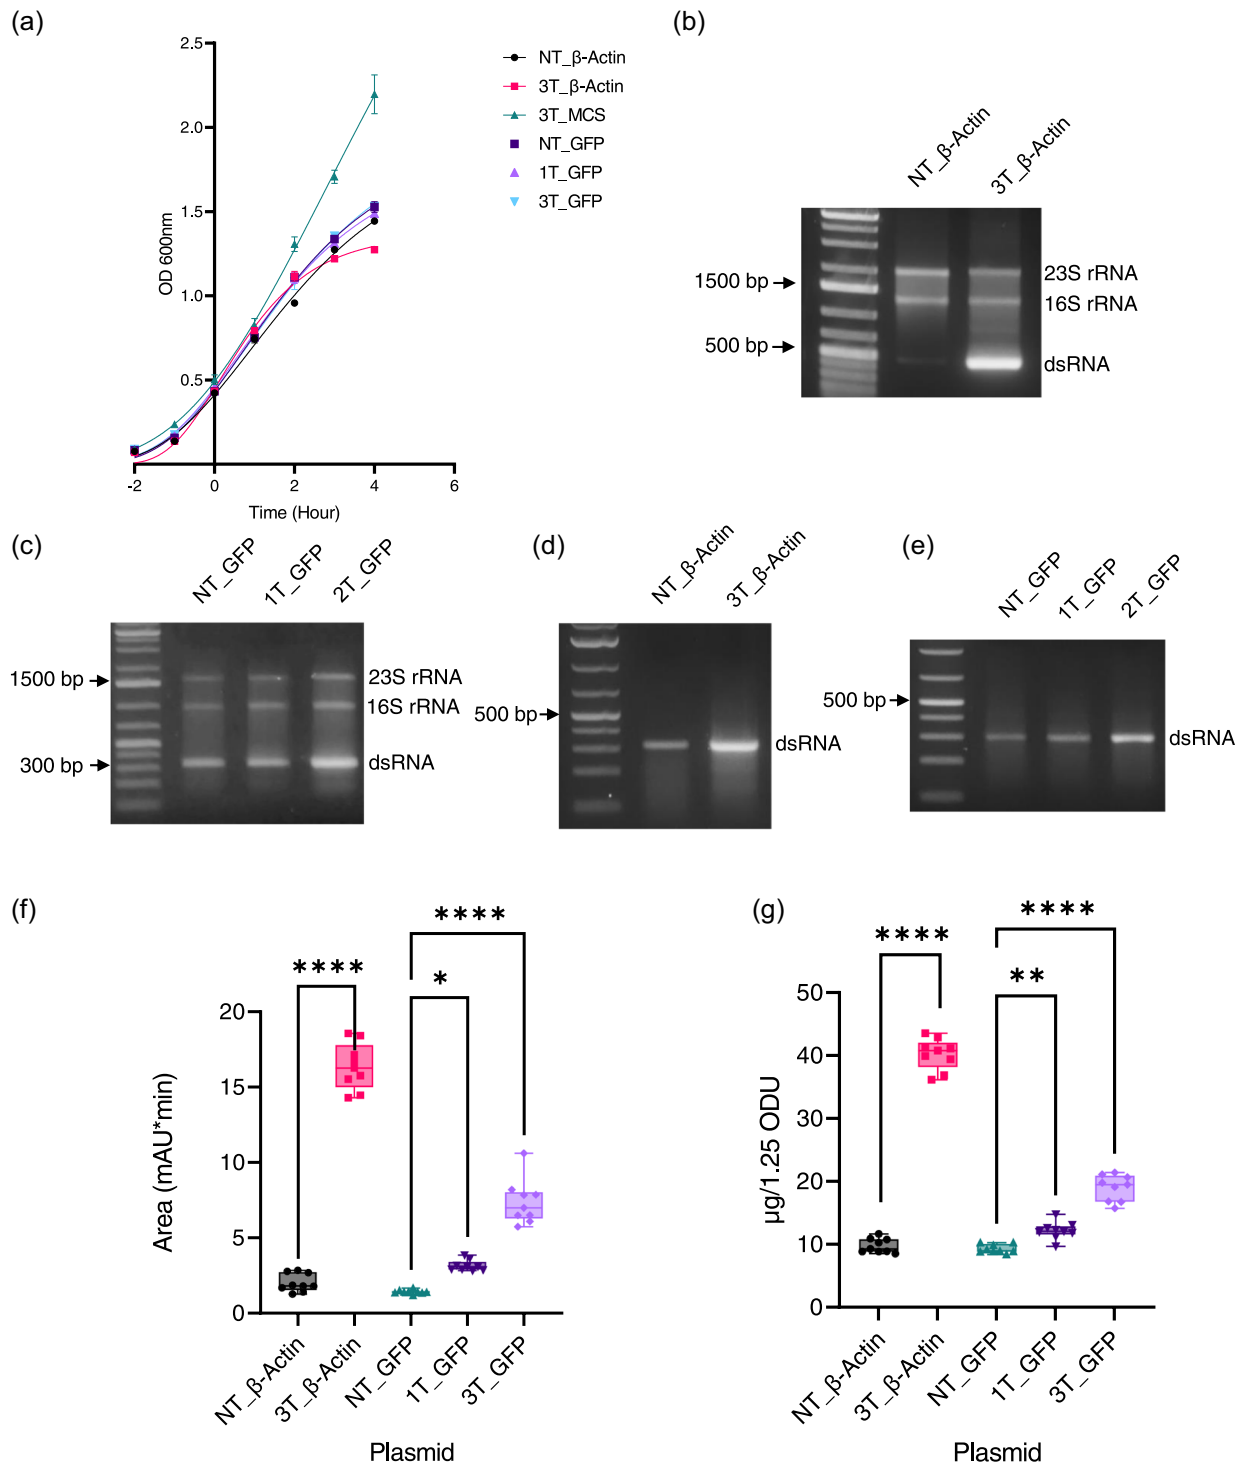 (a)
2.5
2.0
1.5
1.0
0.5
OD 600nm
-2
0
2
4
6
Time (Hour)
NT_β-Actin
3T_β-Actin
3T_MCS
NT_GFP
1T_GFP
3T_GFP
(b)
NT_β-Actin
3T_β-Actin
1500 bp
500 bp
23S rRNA
16S rRNA
dsRNA
(c)
NT_GFP
1T_GFP
2T_GFP
1500 bp
300 bp
23S rRNA
16S rRNA
dsRNA
(d)
NT_β-Actin
3T_β-Actin
500 bp
dsRNA
(e)
NT_GFP
1T_GFP
2T_GFP
500 bp
dsRNA
(f)
****
****
*
20
15
10
5
0
Area (mAU*min)
NT_β-Actin
3T_β-Actin
NT_GFP
1T_GFP
3T_GFP
Plasmid
(g)
****
****
**
50
40
30
20
10
0
µg/1.25 ODU
NT_β-Actin
3T_β-Actin
NT_GFP
1T_GFP
3T_GFP
Plasmid